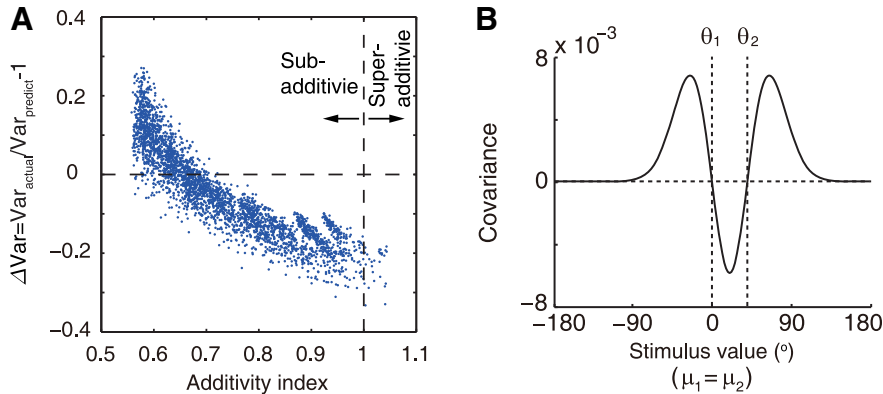 A
B
ΔVar=Var_actual/Var_predict-1
0.4
0.2
0
−0.2
−0.4
Sub-
additivie
Super-
additivie
0.5 0.6 0.7 0.8 0.9 1 1.1
Additivity index
8 x 10⁻³
θ₁ θ₂
Covariance
0
−8
−180 −90 0 90 180
Stimulus value (°)
(μ₁=μ₂)